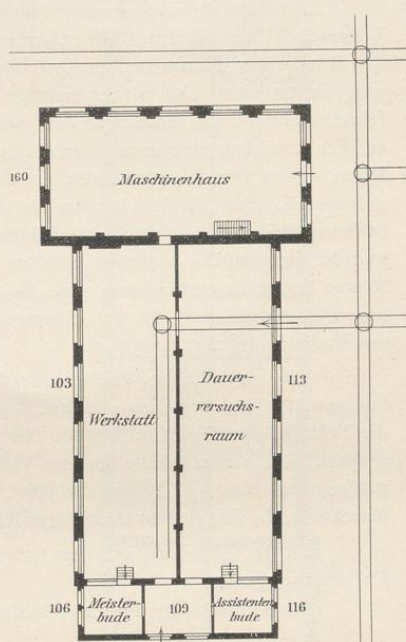 160
Maschinenhaus
103
Werkstatt
Dauer-
versuchs-
raum
113
106
Meister-
bude
109
Assistenten
bude
116